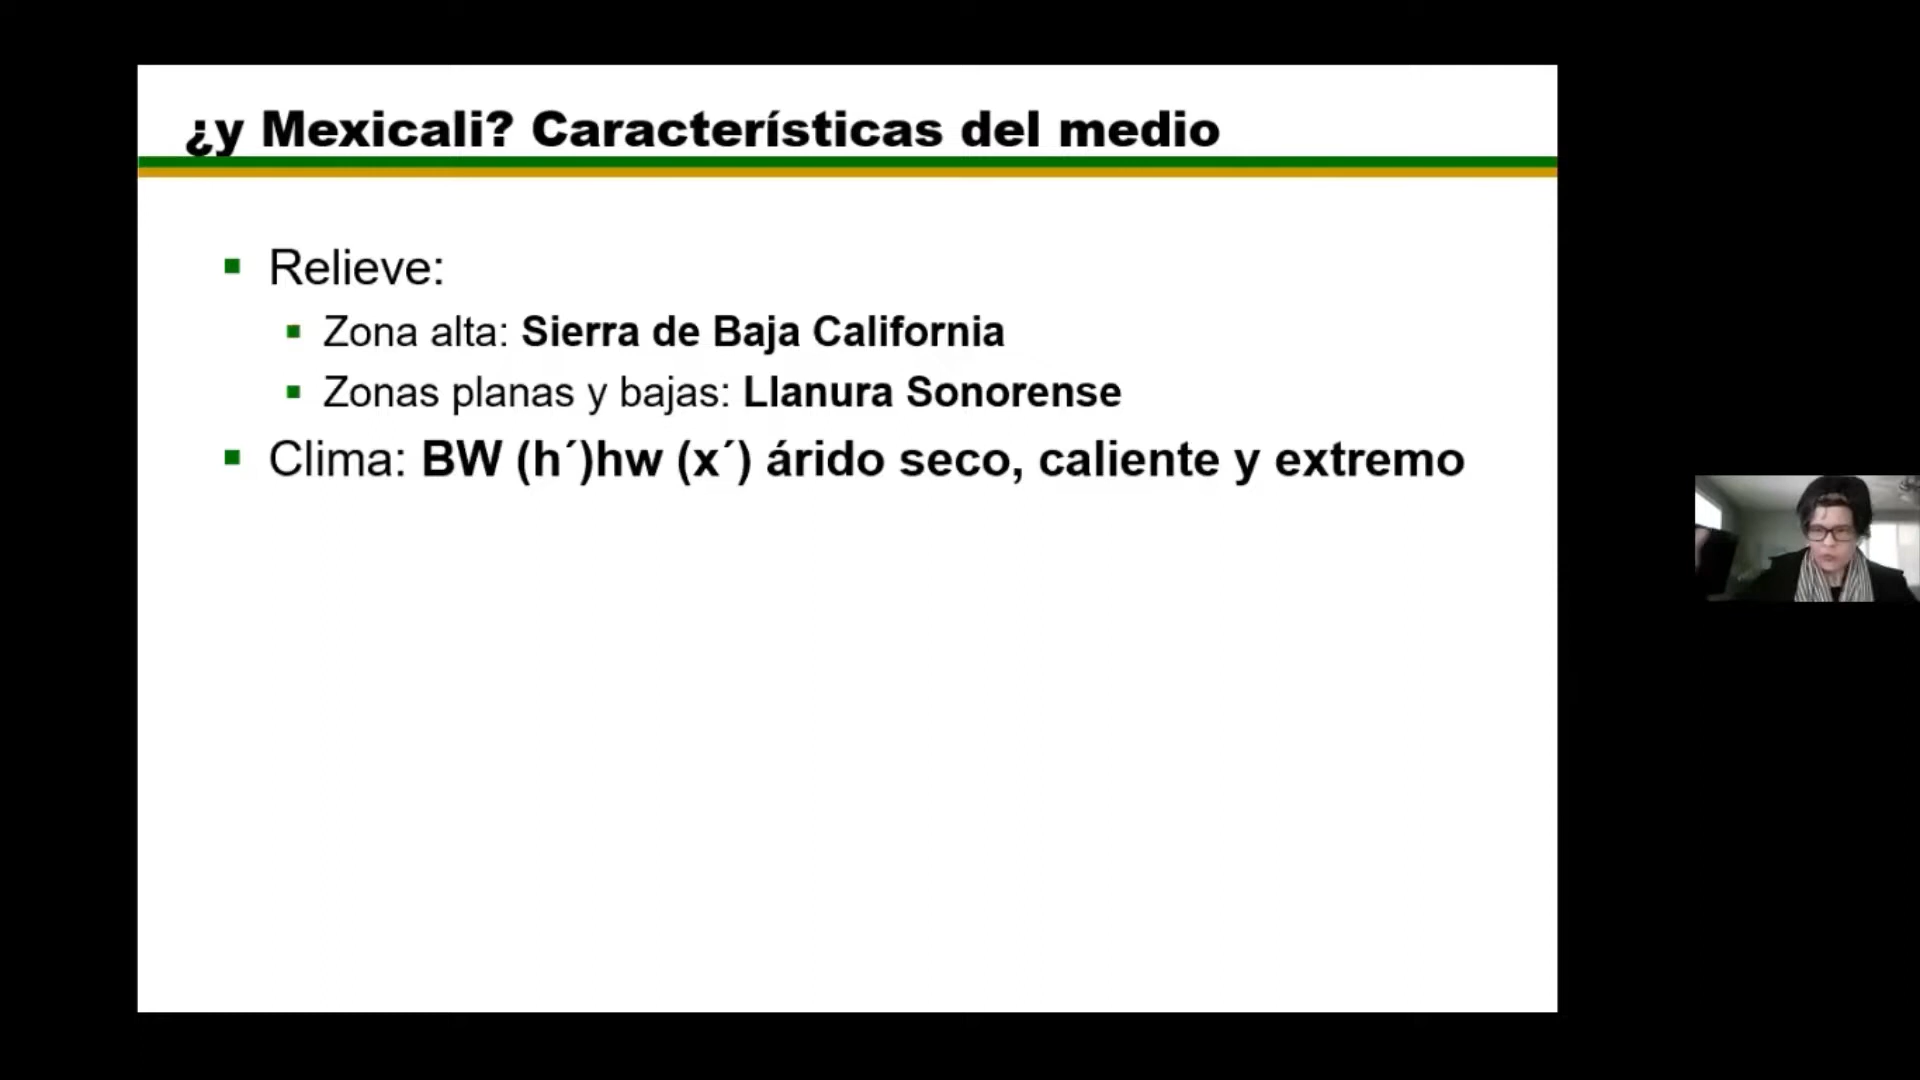 ¿y Mexicali? Características del medio
Relieve:
Zona alta: Sierra de Baja California
Zonas planas y bajas: Llanura Sonorense
Clima: BW (h´)hw (x´) árido seco, caliente y extremo